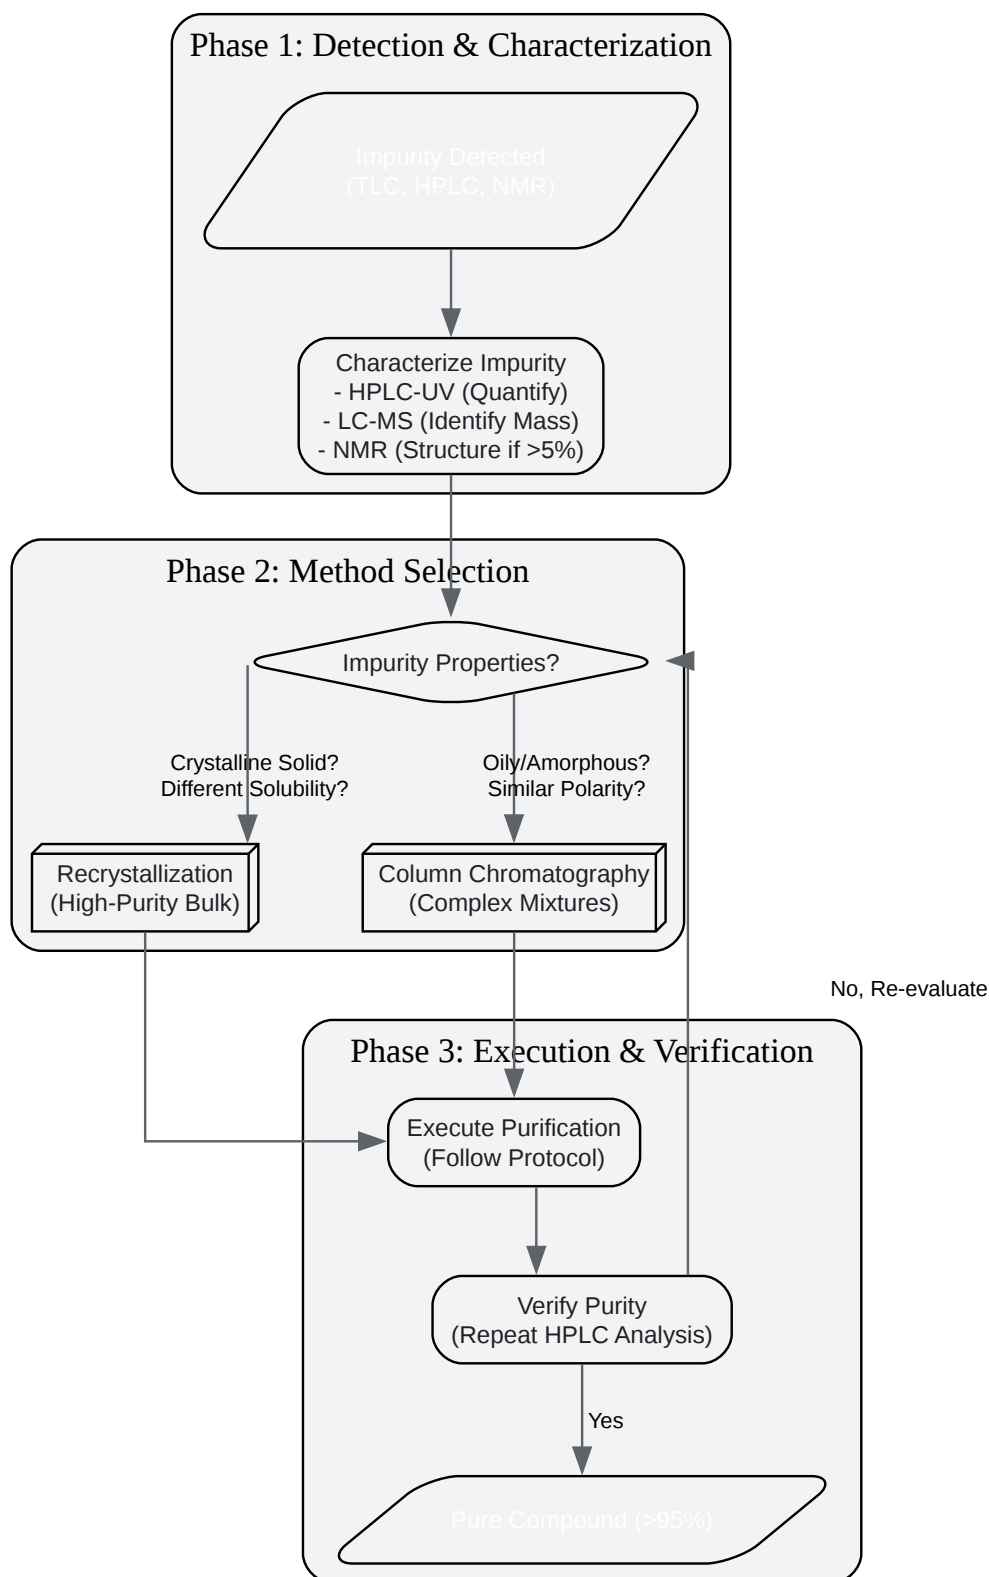 Phase 1: Detection & Characterization
Impurity Detected
(TLC, HPLC, NMR)
Characterize Impurity
- HPLC-UV (Quantify)
- LC-MS (Identify Mass)
- NMR (Structure if >5%)
Phase 2: Method Selection
Impurity Properties?
Crystalline Solid?
Different Solubility?
Oily/Amorphous?
Similar Polarity?
Recrystallization
(High-Purity Bulk)
Column Chromatography
(Complex Mixtures)
No, Re-evaluate
Phase 3: Execution & Verification
Execute Purification
(Follow Protocol)
Verify Purity
(Repeat HPLC Analysis)
Yes
Pure Compound (>95%)